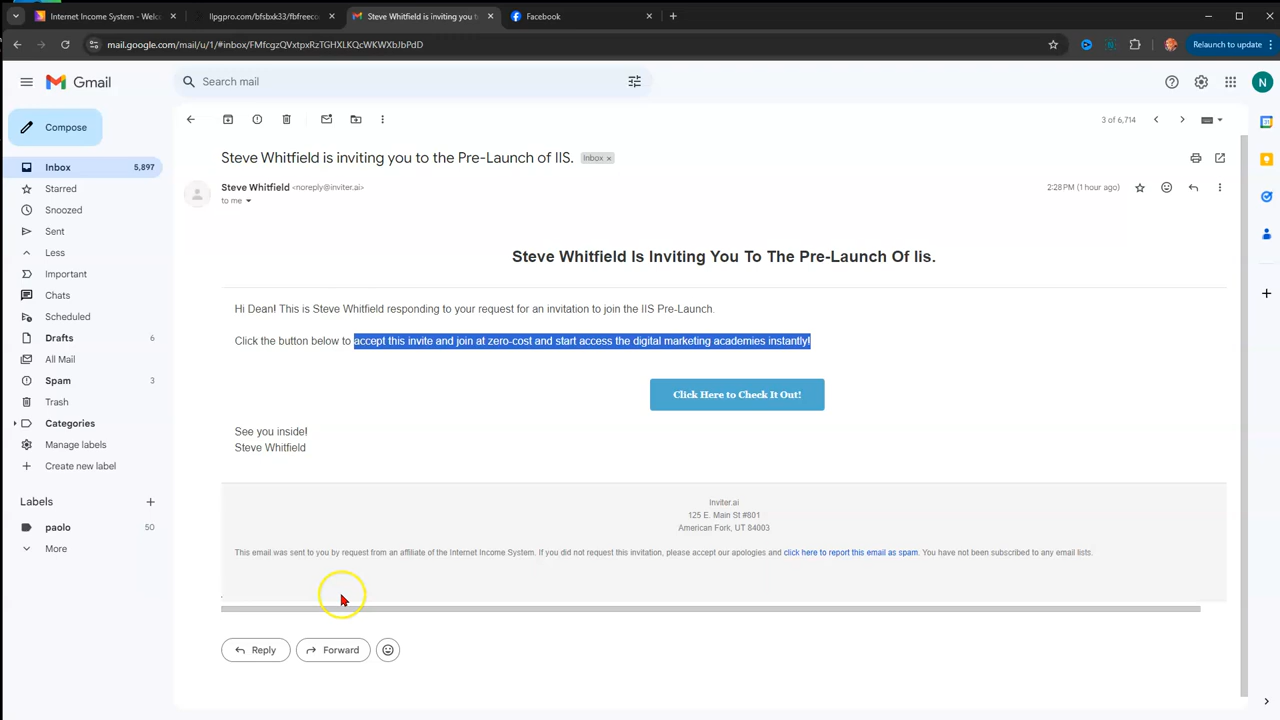 Internet Income System - Welc
llpgpro.com/bfsbxk33/fbfreeco
Steve Whitfield is inviting you to
Facebook
mail.google.com/mail/u/1/#inbox/FMfcgzQVxtpxRzTGHXLKQcWKWXbJbPdD
Relaunch to update
Gmail
Search mail
N
Compose
3 of 6,714
Inbox 5,897
Starred
Snoozed
Sent
Less
Important
Chats
Scheduled
Drafts 6
All Mail
Spam 3
Trash
Categories
Manage labels
Create new label
Labels
paolo 50
More
Steve Whitfield is inviting you to the Pre-Launch of IIS. Inbox x
Steve Whitfield <noreply@inviter.ai> 2:28 PM (1 hour ago)
to me
Steve Whitfield Is Inviting You To The Pre-Launch Of Iis.
Hi Dean! This is Steve Whitfield responding to your request for an invitation to join the IIS Pre-Launch.
Click the button below to accept this invite and join at zero-cost and start access the digital marketing academies instantly!
Click Here to Check It Out!
See you inside!
Steve Whitfield
Inviter.ai
125 E. Main St #801
American Fork, UT 84003
This email was sent to you by request from an affiliate of the Internet Income System. If you did not request this invitation, please accept our apologies and click here to report this email as spam. You have not been subscribed to any email lists.
Reply
Forward